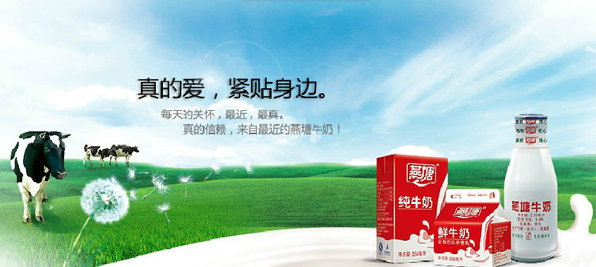 真的爱，紧贴身边。
每天的关怀，最近，最真。
真的信赖，来自最近的燕塘牛奶！
燕塘
纯牛奶
燕塘
鲜牛奶
燕塘牛奶